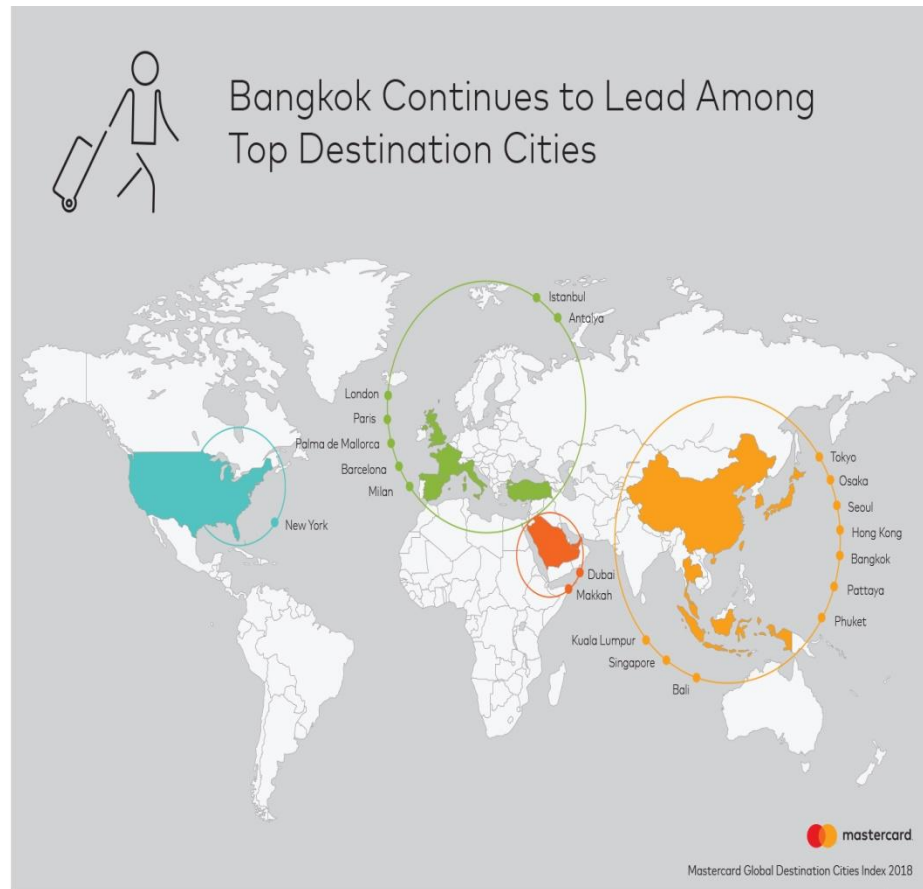 Bangkok Continues to Lead Among
Top Destination Cities
Istanbul
Antalya
London
Paris
Palma de Mallorca
Barcelona
Milan
New York
Dubai
Makkah
Tokyo
Osaka
Seoul
Hong Kong
Bangkok
Pattaya
Phuket
Kuala Lumpur
Singapore
Bali
mastercard.
Mastercard Global Destination Cities Index 2018